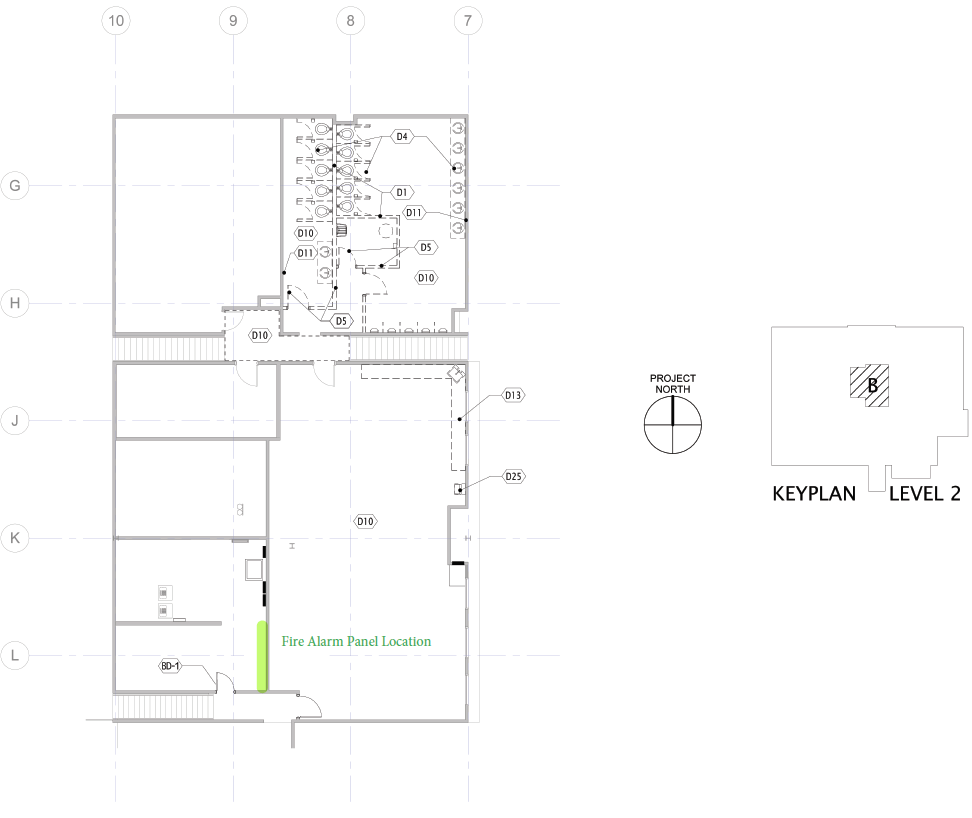 10 9 8 7
D4
G
D1
D11
D10
D5
D11
D10
H
D5
D10
PROJECT
NORTH
B
D13
J
D25
KEYPLAN LEVEL 2
D10
K
Fire Alarm Panel Location
L
BD-1